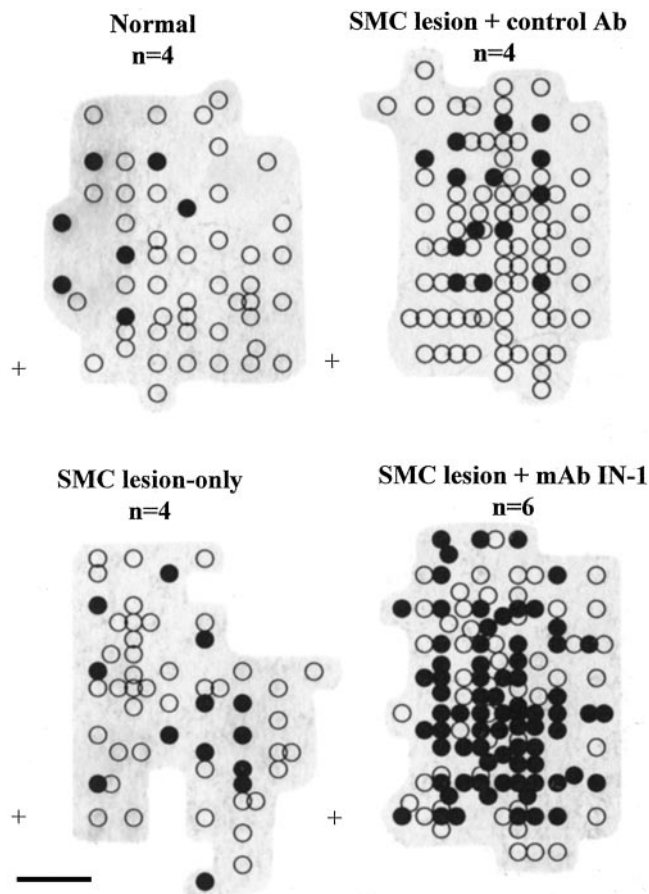 Normal
n=4
SMC lesion + control Ab
n=4
+
+
SMC lesion-only
n=4
SMC lesion + mAb IN-1
n=6
+
+